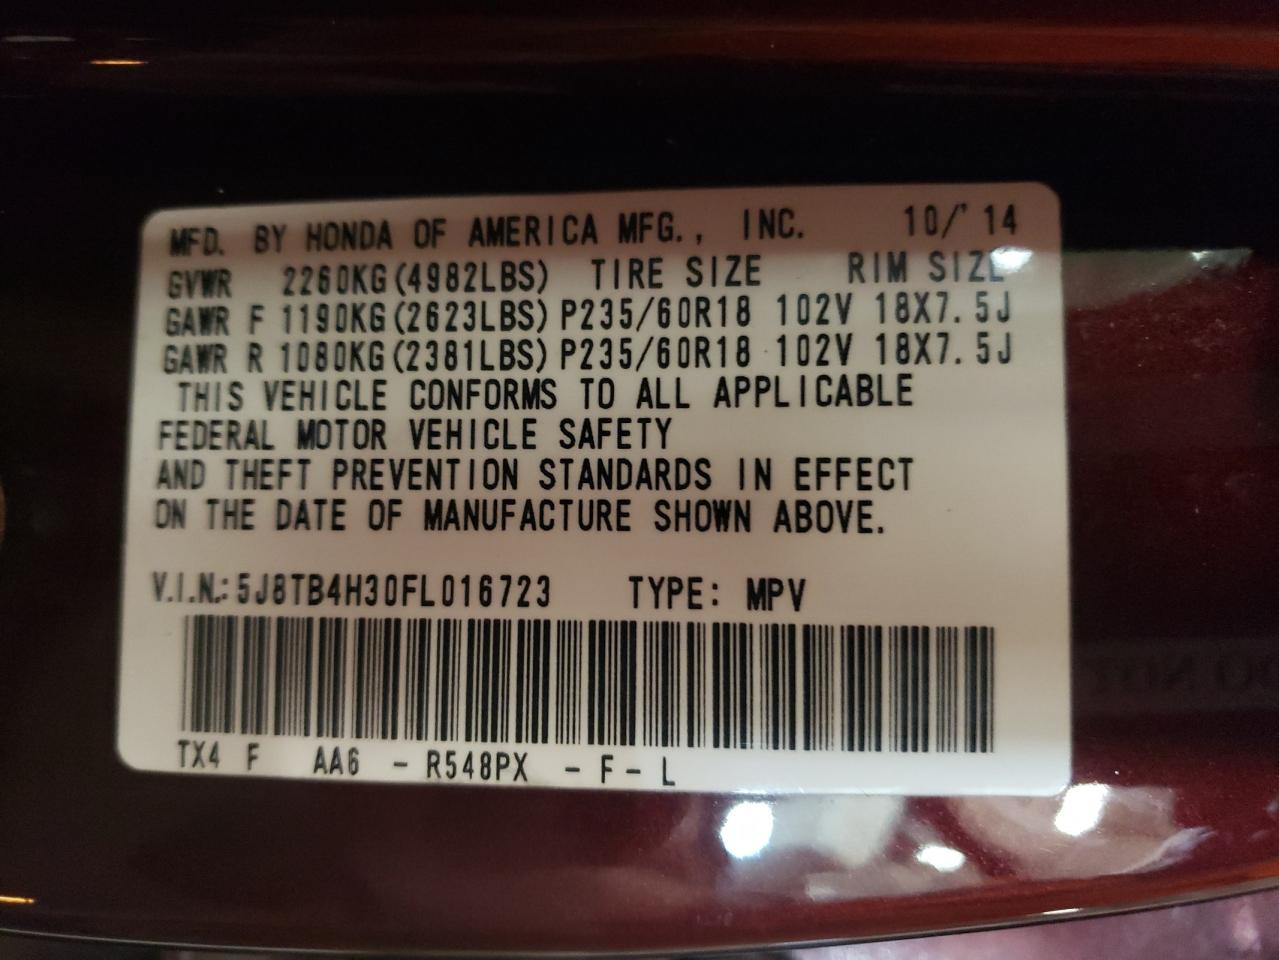 MFD. BY HONDA OF AMERICA MFG., INC. 10/'14
GVWR 2260KG(4982LBS) TIRE SIZE RIM SIZE
GAWR F 1190KG(2623LBS) P235/60R18 102V 18X7.5J
GAWR R 1080KG(2381LBS) P235/60R18 102V 18X7.5J
THIS VEHICLE CONFORMS TO ALL APPLICABLE
FEDERAL MOTOR VEHICLE SAFETY
AND THEFT PREVENTION STANDARDS IN EFFECT
ON THE DATE OF MANUFACTURE SHOWN ABOVE.
V.I.N.: 5J8TB4H30FL016723 TYPE: MPV
TX4 F AA6 - R548PX - F - L